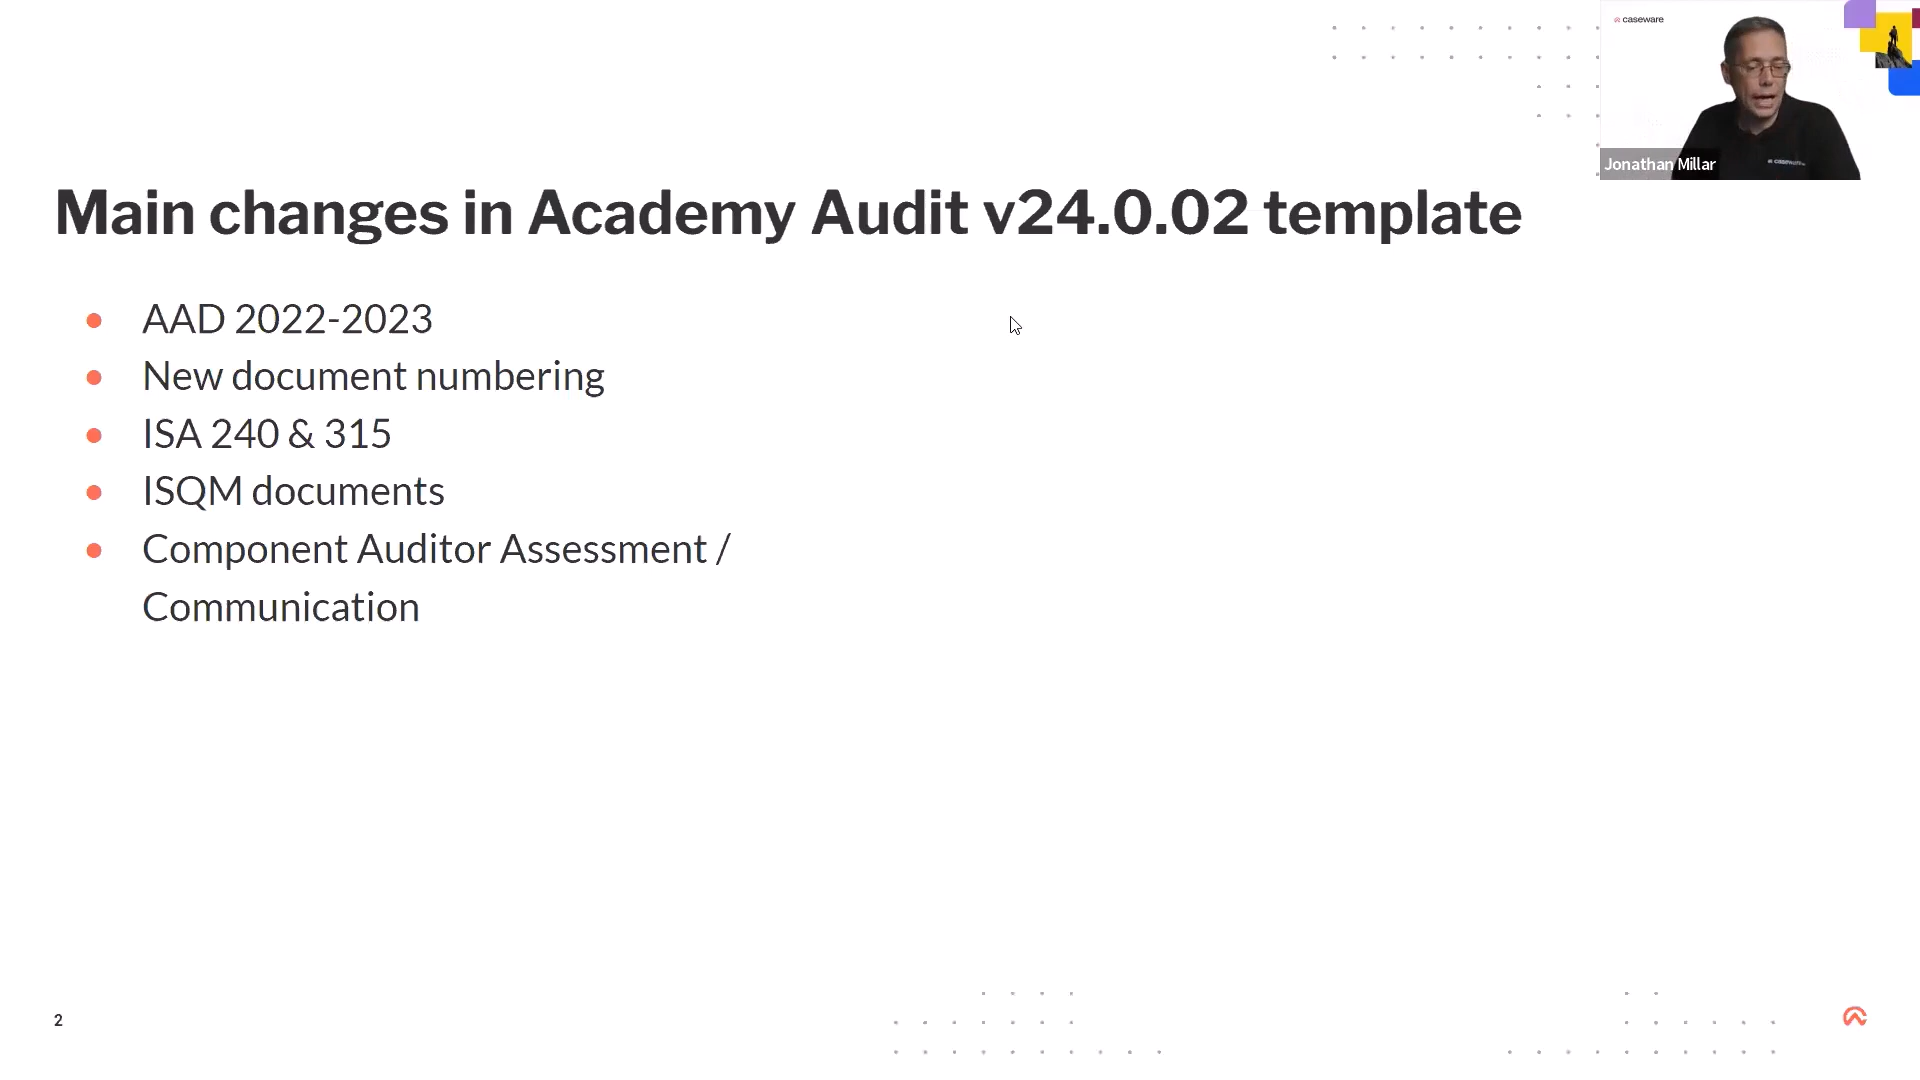 caseware
Jonathan Millar
Main changes in Academy Audit v24.0.02 template
AAD 2022-2023
New document numbering
ISA 240 & 315
ISQM documents
Component Auditor Assessment /
Communication
2